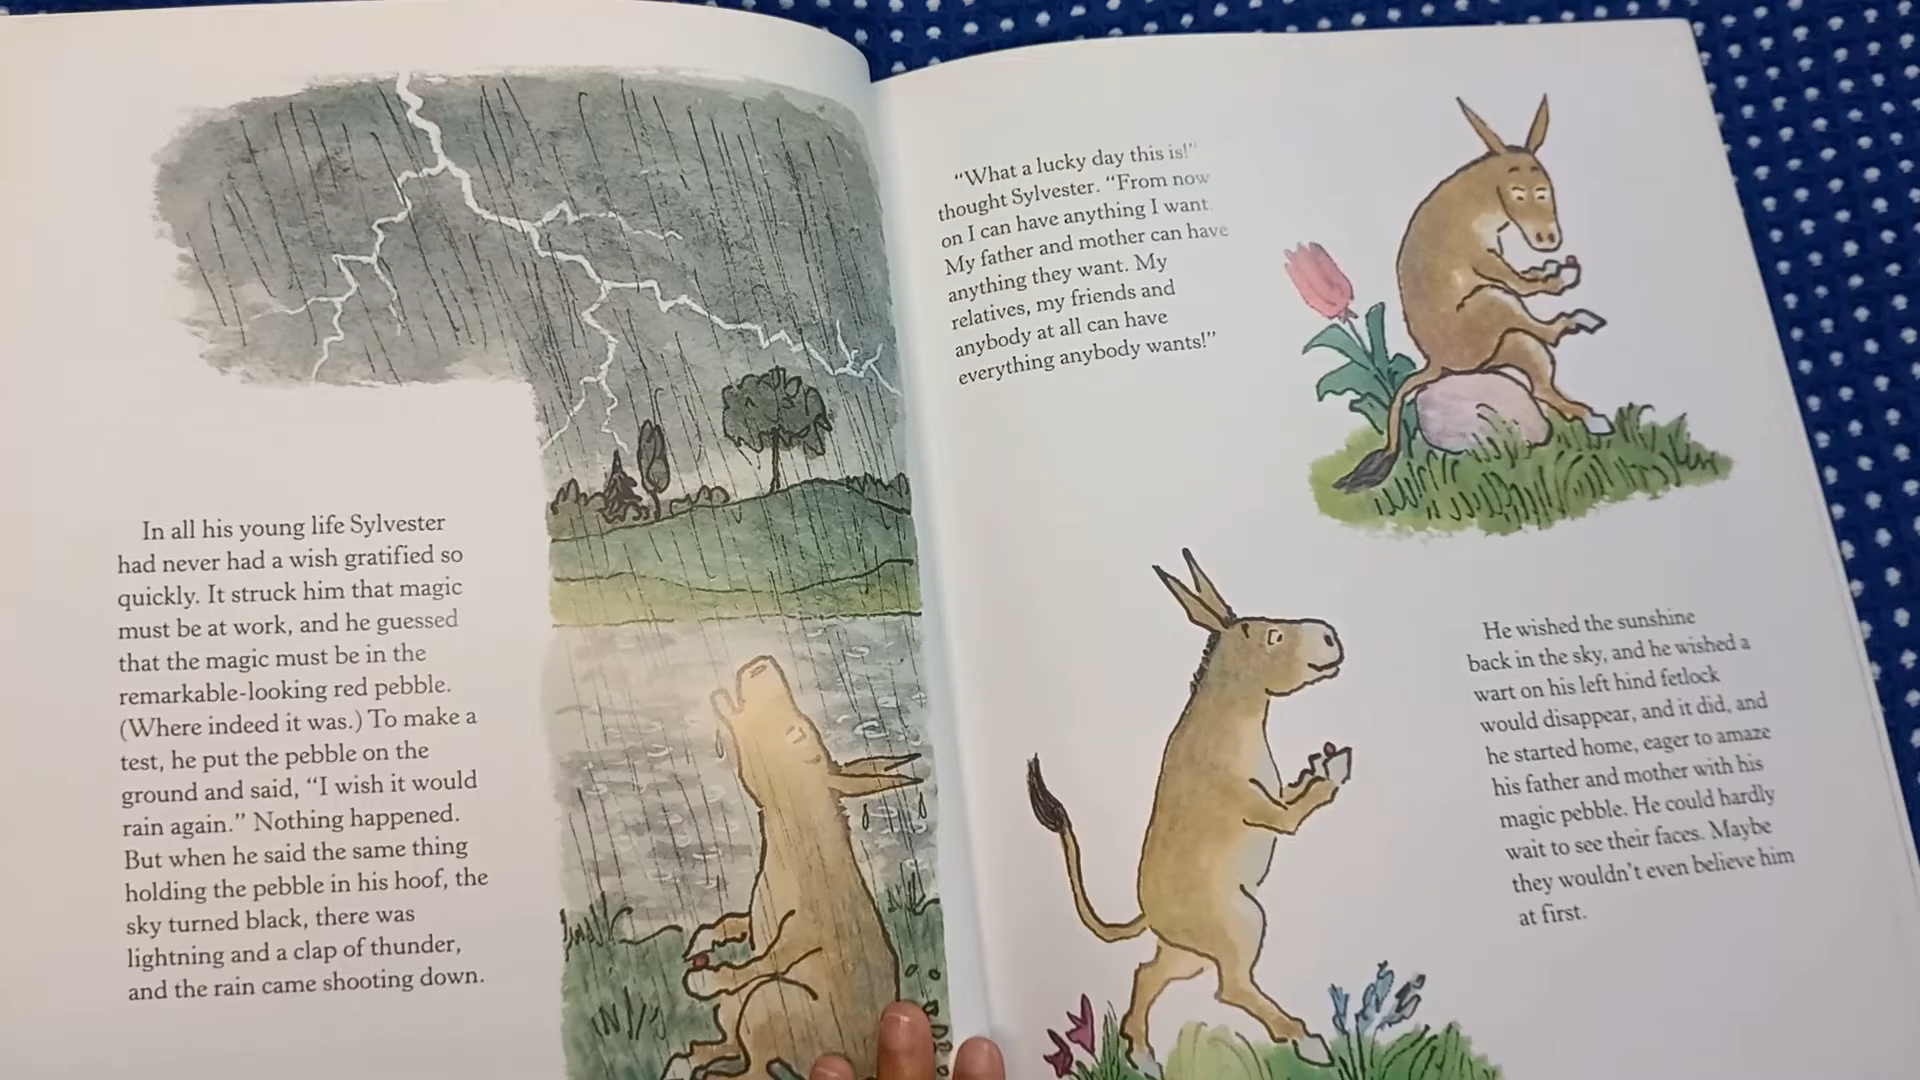 In all his young life Sylvester
had never had a wish gratified so
quickly. It struck him that magic
must be at work, and he guessed
that the magic must be in the
remarkable-looking red pebble.
(Where indeed it was.) To make a
test, he put the pebble on the
ground and said, “I wish it would
rain again.” Nothing happened.
But when he said the same thing
holding the pebble in his hoof, the
sky turned black, there was
lightning and a clap of thunder,
and the rain came shooting down.
“What a lucky day this is!”
thought Sylvester. “From now
on I can have anything I want.
My father and mother can have
anything they want. My
relatives, my friends and
anybody at all can have
everything anybody wants!”
He wished the sunshine
back in the sky, and he wished a
wart on his left hind fetlock
would disappear, and it did, and
he started home, eager to amaze
his father and mother with his
magic pebble. He could hardly
wait to see their faces. Maybe
they wouldn’t even believe him
at first.